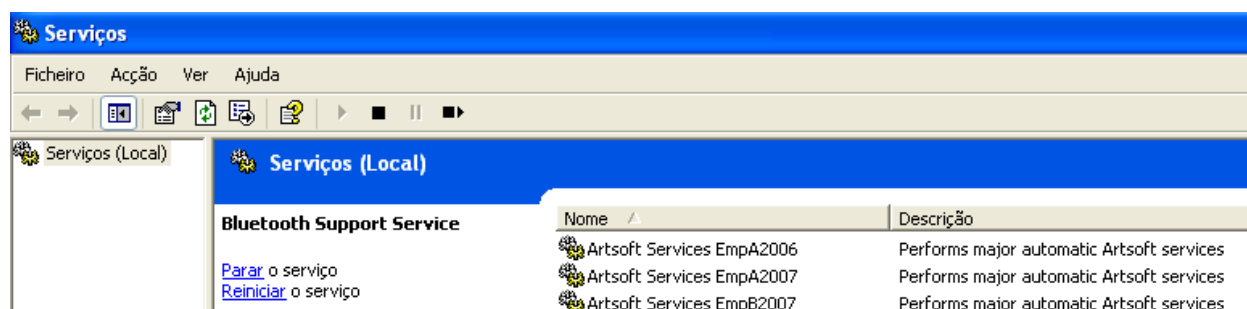 Serviços
Ficheiro Acção Ver Ajuda
Serviços (Local)
Serviços (Local)
Bluetooth Support Service
Parar o serviço
Reiniciar o serviço
Nome Descrição
Artsoft Services EmpA2006 Performs major automatic Artsoft services
Artsoft Services EmpA2007 Performs major automatic Artsoft services
Artsoft Services EmpB2007 Performs major automatic Artsoft services